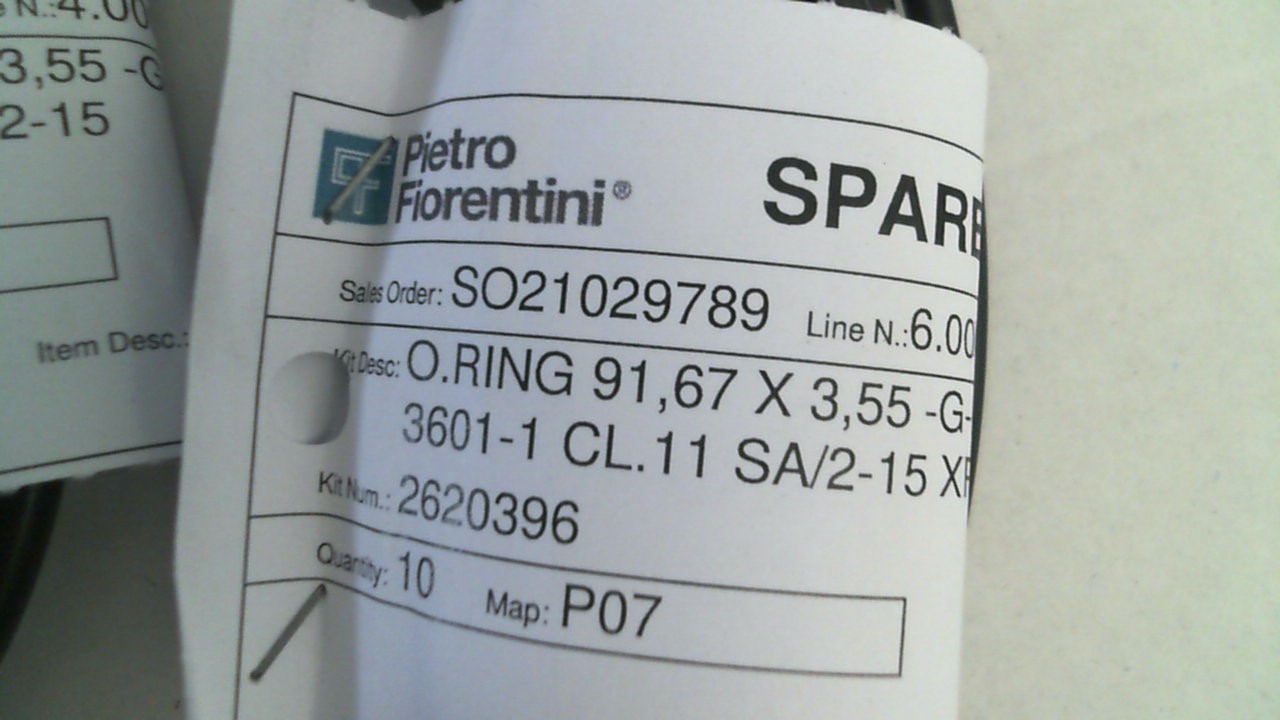 N.:4.00
3,55 -G
2-15
Item Desc.:
Pietro
Fiorentini®
SPARE
Sales Order: SO21029789 Line N.:6.00
Kit Desc: O.RING 91,67 X 3,55 -G-
3601-1 CL.11 SA/2-15
Kit Num.: 2620396
Quantity: 10 Map: P07